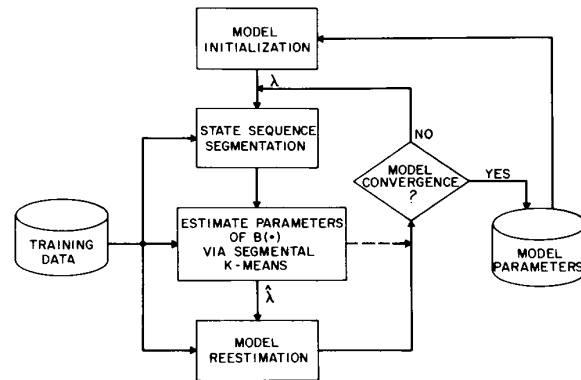 MODEL
INITIALIZATION
λ
STATE SEQUENCE
SEGMENTATION
NO
MODEL
CONVERGENCE
?
YES
TRAINING
DATA
ESTIMATE PARAMETERS
OF B(•)
VIA SEGMENTAL
K-MEANS
MODEL
PARAMETERS
λ̂
MODEL
REESTIMATION